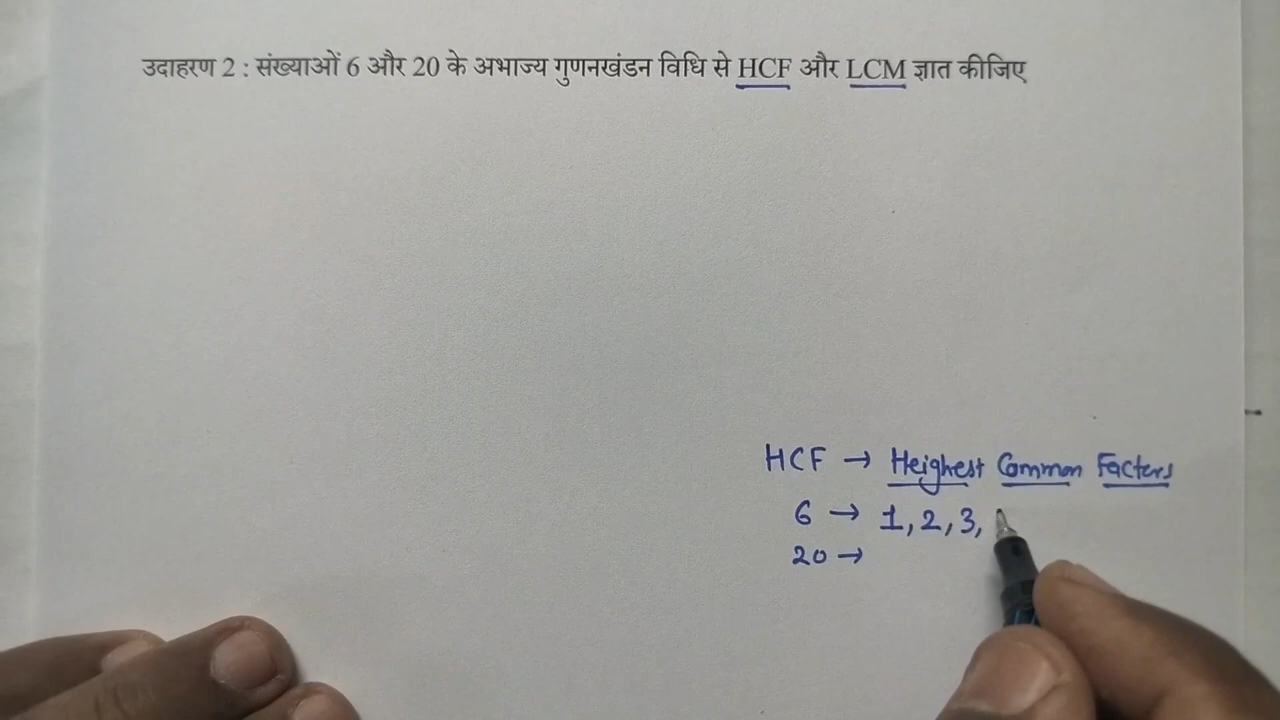 उदाहरण 2 : संख्याओं 6 और 20 के अभाज्य गुणनखंडन विधि से HCF और LCM ज्ञात कीजिए
HCF → Heighest Common Factors
6 → 1, 2, 3,
20 →